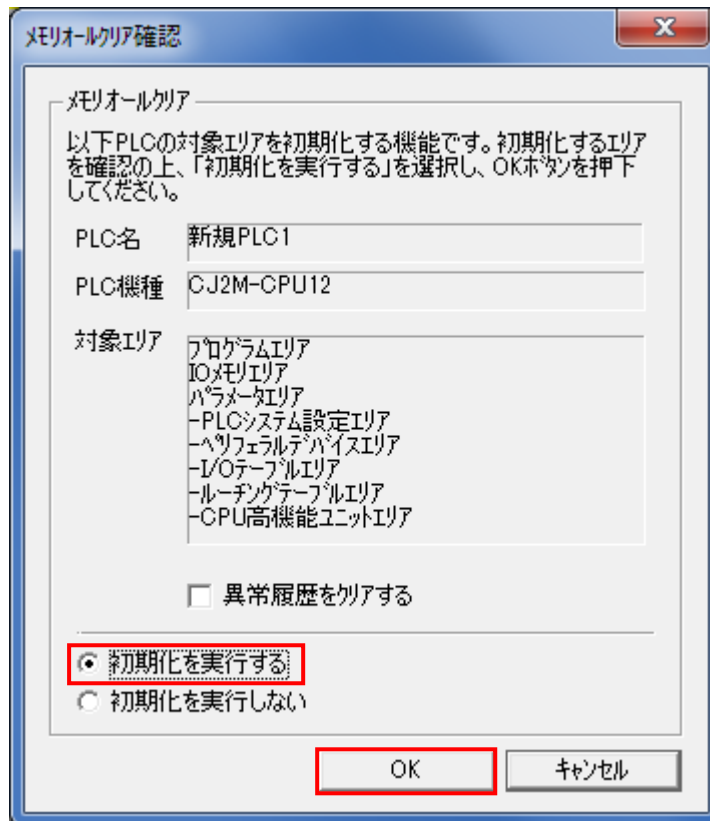 メモリオールクリア確認
メモリオールクリア
以下PLCの対象エリアを初期化する機能です。初期化するエリア
を確認の上、「初期化を実行する」を選択し、OKボタンを押下
してください。
PLC名 新規PLC1
PLC機種 CJ2M-CPU12
対象エリア
プログラムエリア
IOメモリエリア
パラメータエリア
-PLCシステム設定エリア
-ペリフェラルデバイスエリア
-I/Oテーブルエリア
-ルーチングテーブルエリア
-CPU高機能ユニットエリア
異常履歴をクリアする
初期化を実行する
初期化を実行しない
OK キャンセル